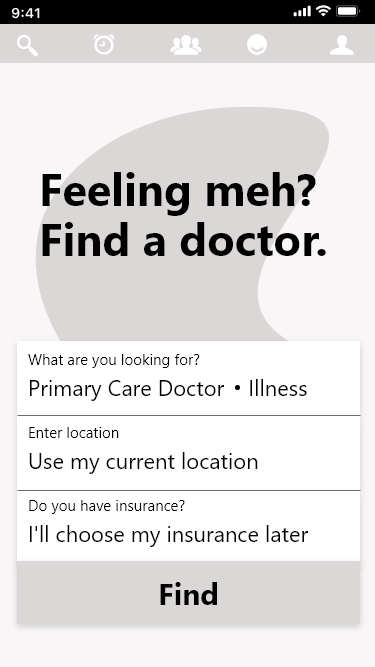 9:41
Feeling meh?
Find a doctor.
What are you looking for?
Primary Care Doctor • Illness
Enter location
Use my current location
Do you have insurance?
I'll choose my insurance later
Find